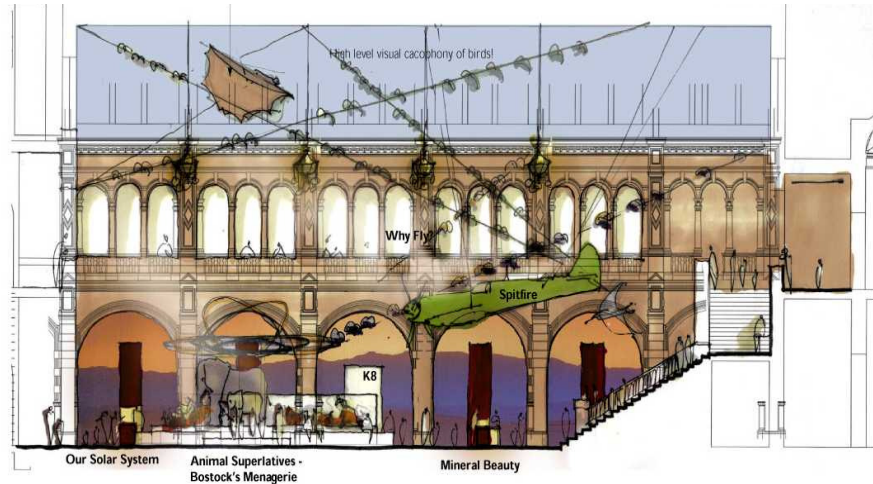 High level visual cacophony of birds!
Why Fly?
Spitfire
K8
Our Solar System
Animal Superlatives -
Bostock's Menagerie
Mineral Beauty